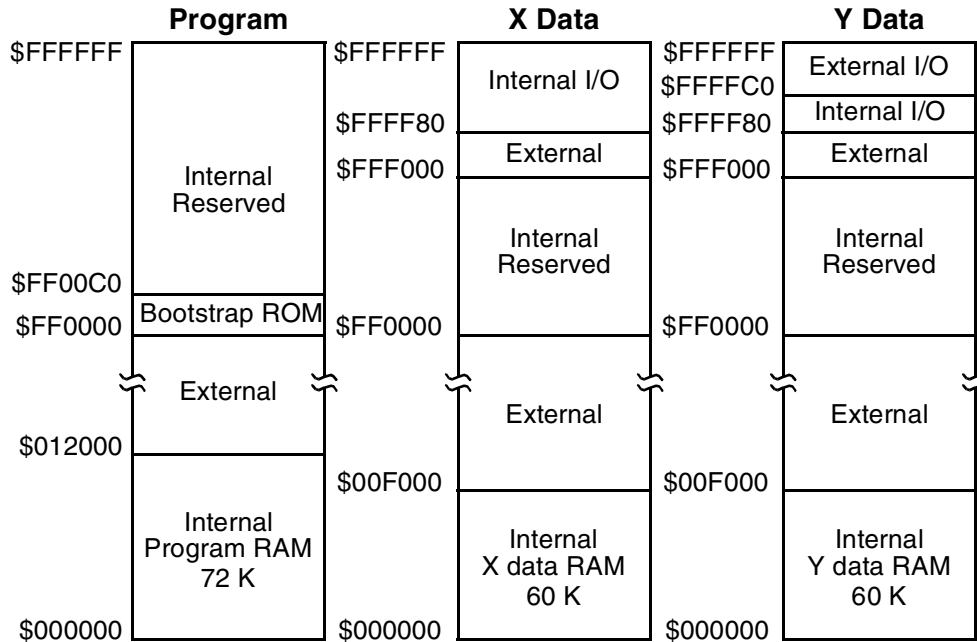 Program
$FFFFFF
Internal
Reserved
$FF00C0
Bootstrap ROM
$FF0000
External
$012000
Internal
Program RAM
72 K
$000000
X Data
$FFFFFF
Internal I/O
$FFFF80
External
$FFF000
Internal
Reserved
$FF0000
External
$00F000
Internal
X data RAM
60 K
$000000
Y Data
$FFFFFF
External I/O
$FFFFC0
Internal I/O
$FFFF80
External
$FFF000
Internal
Reserved
$FF0000
External
$00F000
Internal
Y data RAM
60 K
$000000